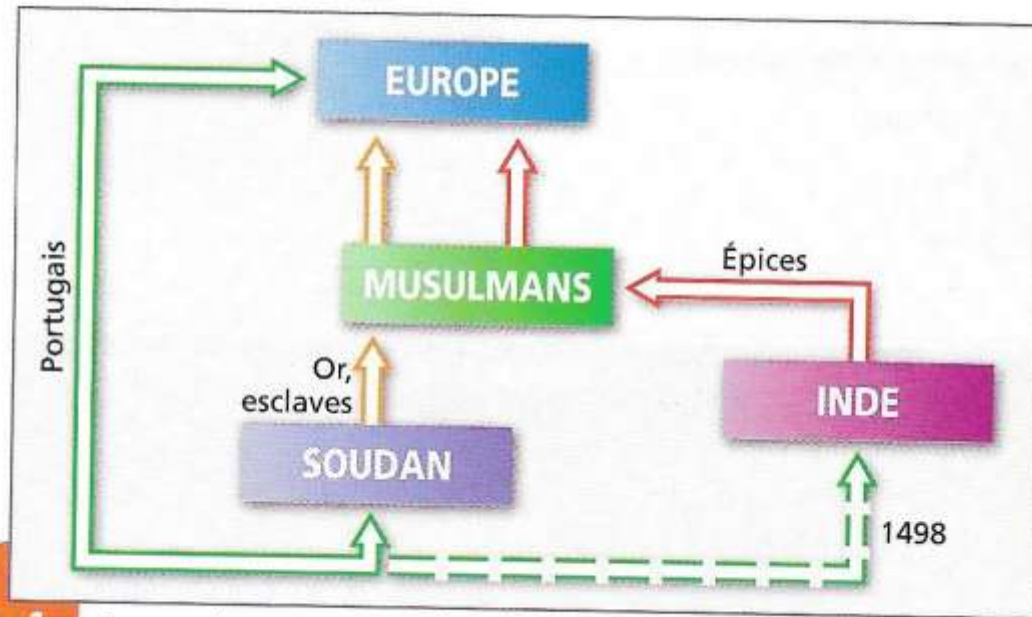 EUROPE
Portugais
MUSULMANS
Épices
Or,
esclaves
INDE
SOUDAN
1498